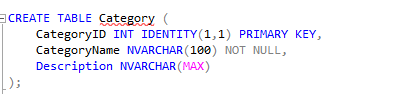 CREATE TABLE Category (
    CategoryID INT IDENTITY(1,1) PRIMARY KEY,
    CategoryName NVARCHAR(100) NOT NULL,
    Description NVARCHAR(MAX)
);